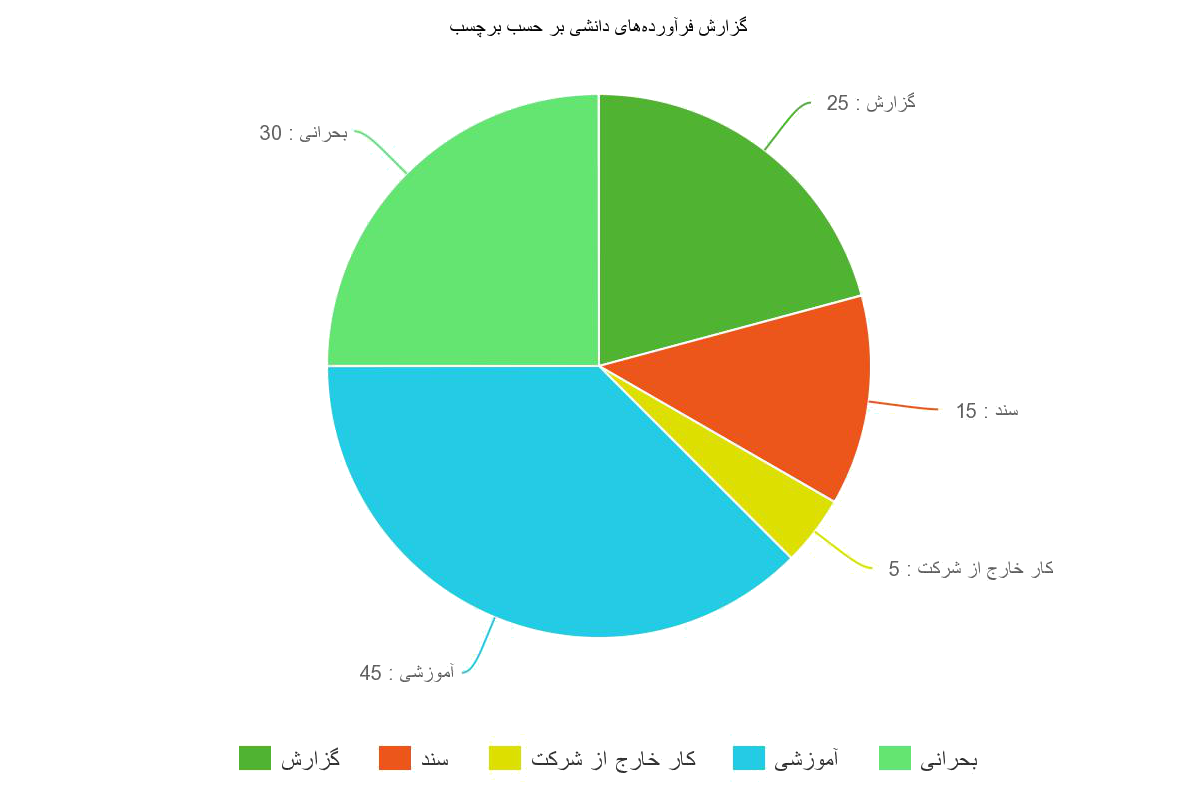 گزارش فرآورده‌های دانشی بر حسب برچسب
گزارش : 25
بحرانی : 30
سند : 15
کار خارج از شرکت : 5
آموزشی : 45
گزارش
سند
کار خارج از شرکت
آموزشی
بحرانی